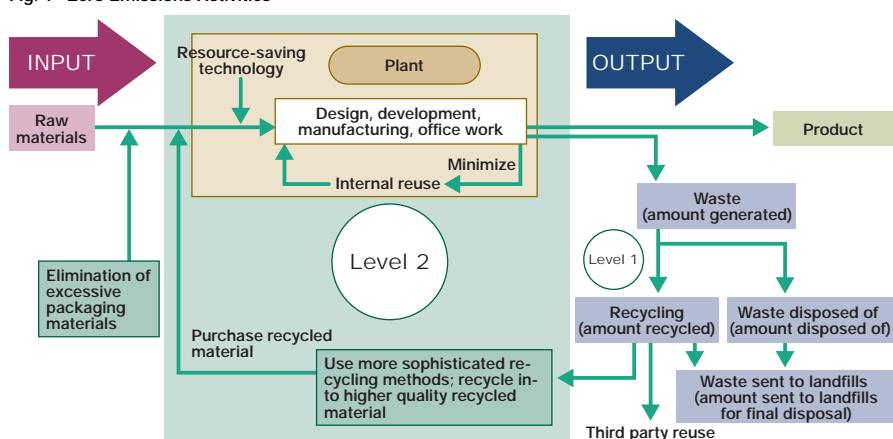 Fig. 1 Zero Emissions Activities
INPUT
OUTPUT
Resource-saving
technology
Plant
Raw
materials
Design, development,
manufacturing, office work
Product
Minimize
Internal reuse
Waste
(amount generated)
Level 2
Level 1
Elimination of
excessive
packaging
materials
Recycling
(amount recycled)
Waste disposed of
(amount disposed of)
Purchase recycled
material
Use more sophisticated re-
cycling methods; recycle in-
to higher quality recycled
material
Waste sent to landfills
(amount sent to landfills
for final disposal)
Third party reuse